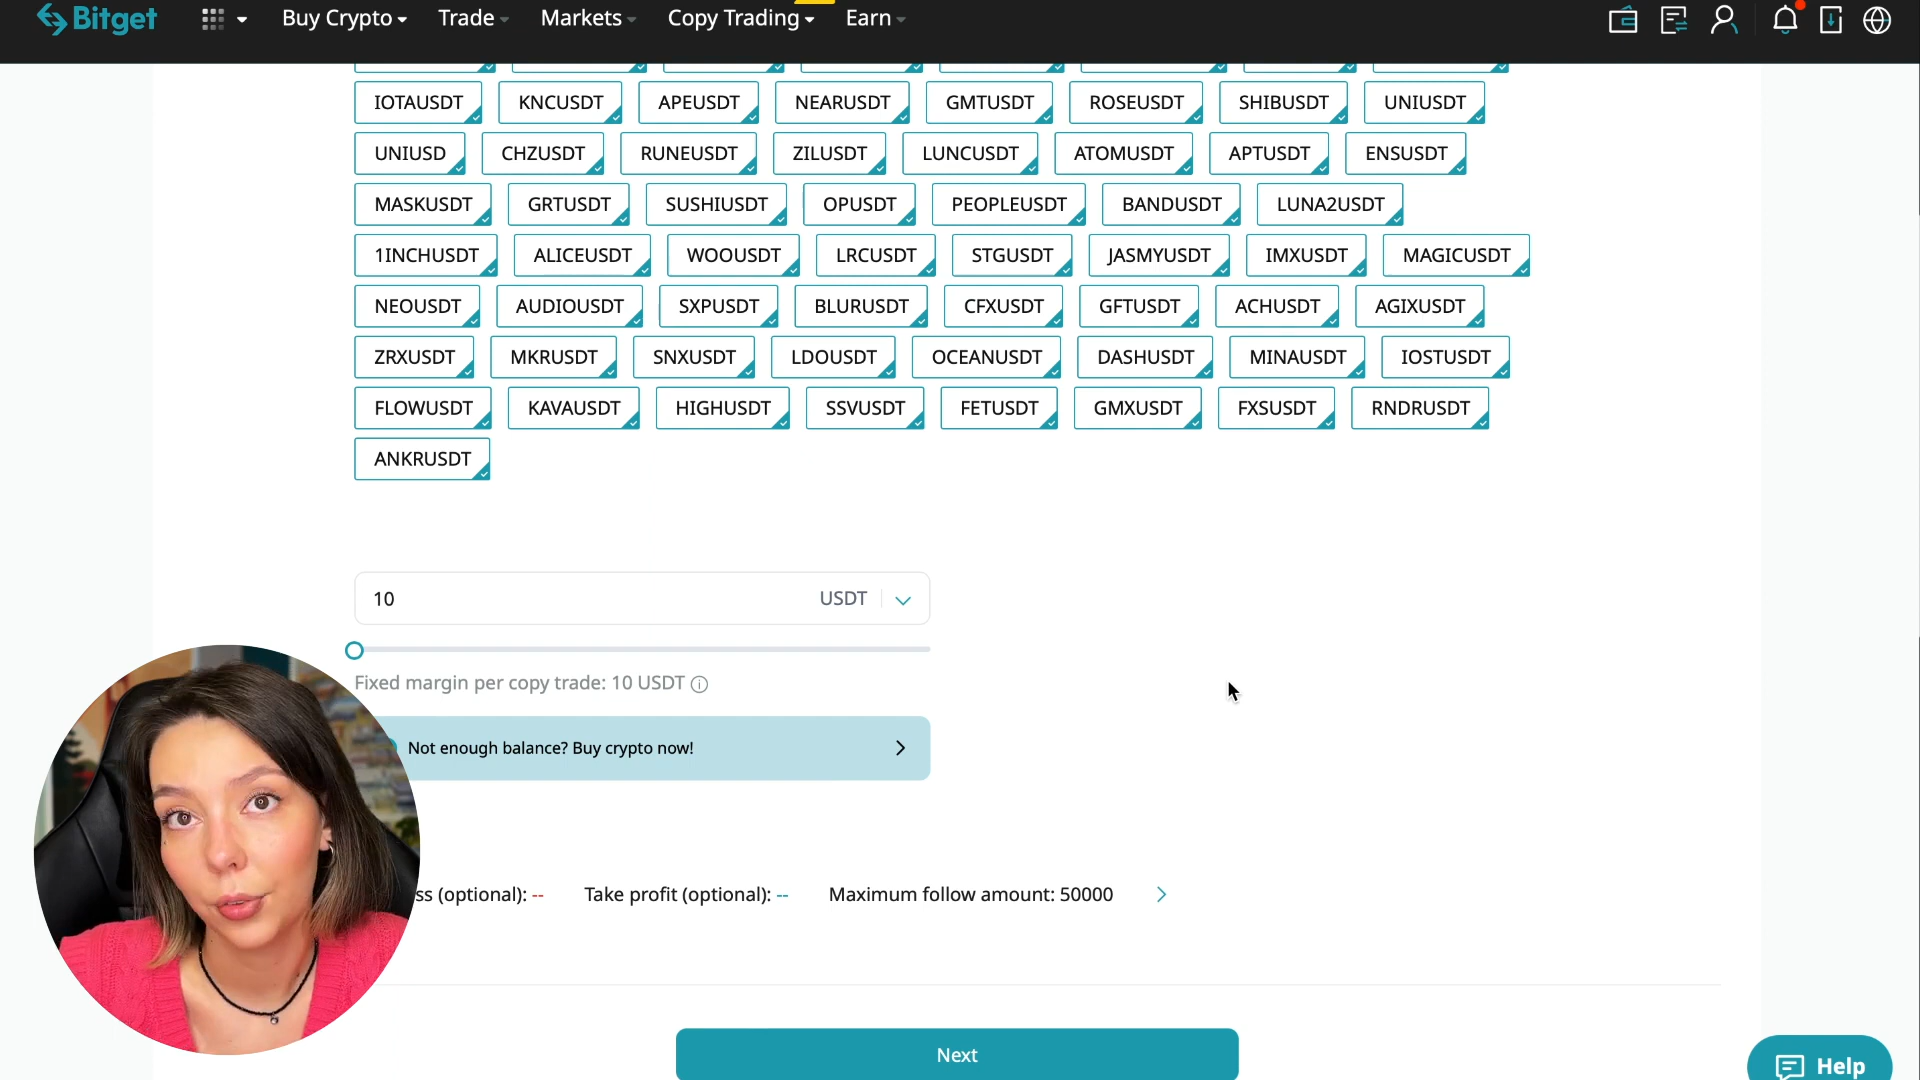 Bitget Buy Crypto Trade Markets Copy Trading Earn
IOTAUSDT KNCUSDT APEUSDT NEARUSDT GMTUSDT ROSEUSDT SHIBUSDT UNIUSDT
UNIUSD CHZUSDT RUNEUSDT ZILUSDT LUNCUSDT ATOMUSDT APTUSDT ENSUSDT
MASKUSDT GRTUSDT SUSHIUSDT OPUSDT PEOPLEUSDT BANDUSDT LUNA2USDT
1INCHUSDT ALICEUSDT WOOUSDT LRCUSDT STGUSDT JASMYUSDT IMXUSDT MAGICUSDT
NEOUSDT AUDIOUSDT SXPUSDT BLURUSDT CFXUSDT GFTUSDT ACHUSDT AGIXUSDT
ZRXUSDT MKRUSDT SNXUSDT LDOUSDT OCEANUSDT DASHUSDT MINAUSDT IOSTUSDT
FLOWUSDT KAVAUSDT HIGHUSDT SSVUSDT FETUSDT GMXUSDT FXSUSDT RNDRUSDT
ANKRUSDT
10 USDT
Fixed margin per copy trade: 10 USDT
Not enough balance? Buy crypto now!
ss (optional): -- Take profit (optional): -- Maximum follow amount: 50000
Next
Help